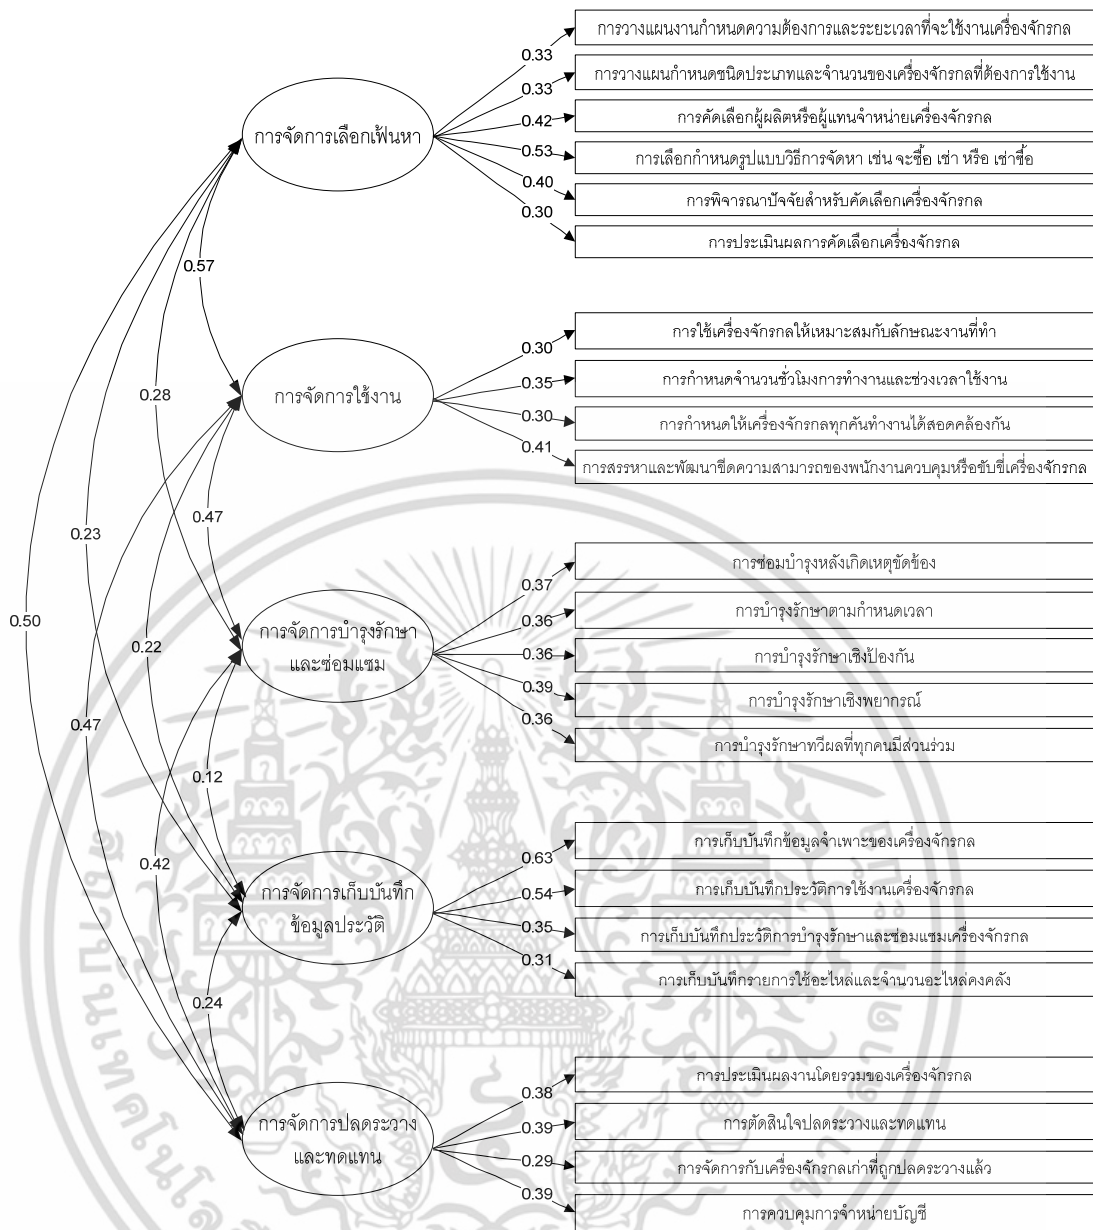 การวางแผนงานกำหนดความต้องการและระยะเวลาที่จะใช้งานเครื่องจักรกล
0.33
การวางแผนกำหนดชนิดประเภทและจำนวนของเครื่องจักรกลที่ต้องการใช้งาน
0.33
การคัดเลือกผู้ผลิตหรือผู้แทนจำหน่ายเครื่องจักรกล
0.42
การจัดการเลือกเฟ้นหา
0.53
การเลือกกำหนดรูปแบบวิธีการจัดหา เช่น จะซื้อ เช่า หรือ เช่าซื้อ
0.40
การพิจารณาปัจจัยสำหรับคัดเลือกเครื่องจักรกล
0.30
การประเมินผลการคัดเลือกเครื่องจักรกล
0.57
การใช้เครื่องจักรกลให้เหมาะสมกับลักษณะงานที่ทำ
0.30
การกำหนดจำนวนชั่วโมงการทำงานและช่วงเวลาใช้งาน
0.35
0.28
การจัดการใช้งาน
0.30
การกำหนดให้เครื่องจักรกลทุกคันทำงานได้สอดคล้องกัน
0.41
การสรรหาและพัฒนาขีดความสามารถของพนักงานควบคุมหรือขับขี่เครื่องจักรกล
0.47
0.23
การซ่อมบำรุงหลังเกิดเหตุขัดข้อง
0.37
การบำรุงรักษาตามกำหนดเวลา
0.36
0.50
การจัดการบำรุงรักษา
และซ่อมแซม
0.22
0.36
การบำรุงรักษาเชิงป้องกัน
0.39
การบำรุงรักษาเชิงพยากรณ์
0.36
การบำรุงรักษาทวีผลที่ทุกคนมีส่วนร่วม
0.47
0.12
การเก็บบันทึกข้อมูลจำเพาะของเครื่องจักรกล
0.63
0.42
การเก็บบันทึกประวัติการใช้งานเครื่องจักรกล
0.54
การจัดการเก็บบันทึก
ข้อมูลประวัติ
0.35
การเก็บบันทึกประวัติการบำรุงรักษาและซ่อมแซมเครื่องจักรกล
0.31
การเก็บบันทึกรายการใช้อะไหล่และจำนวนอะไหล่คงคลัง
0.24
การประเมินผลงานโดยรวมของเครื่องจักรกล
0.38
การตัดสินใจปลดระวางและทดแทน
0.39
การจัดการปลดระวาง
และทดแทน
0.29
การจัดการกับเครื่องจักรกลเก่าที่ถูกปลดระวางแล้ว
0.39
การควบคุมการจำหน่ายบัญชี